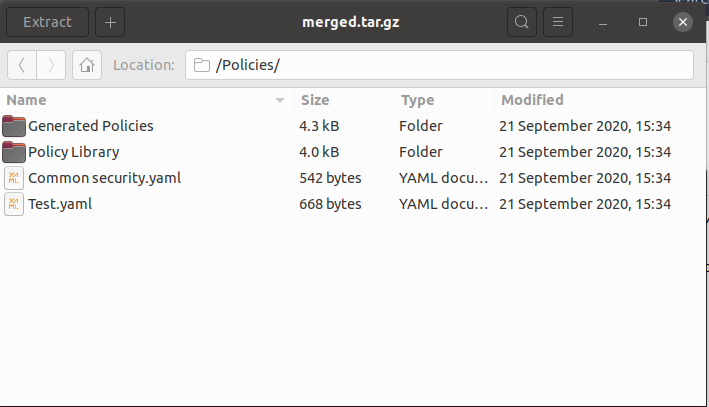 Extract + merged.tar.gz
Location: /Policies/
Name Size Type Modified
Generated Policies 4.3 kB Folder 21 September 2020, 15:34
Policy Library 4.0 kB Folder 21 September 2020, 15:34
Common security.yaml 542 bytes YAML docu... 21 September 2020, 15:34
Test.yaml 668 bytes YAML docu... 21 September 2020, 15:34